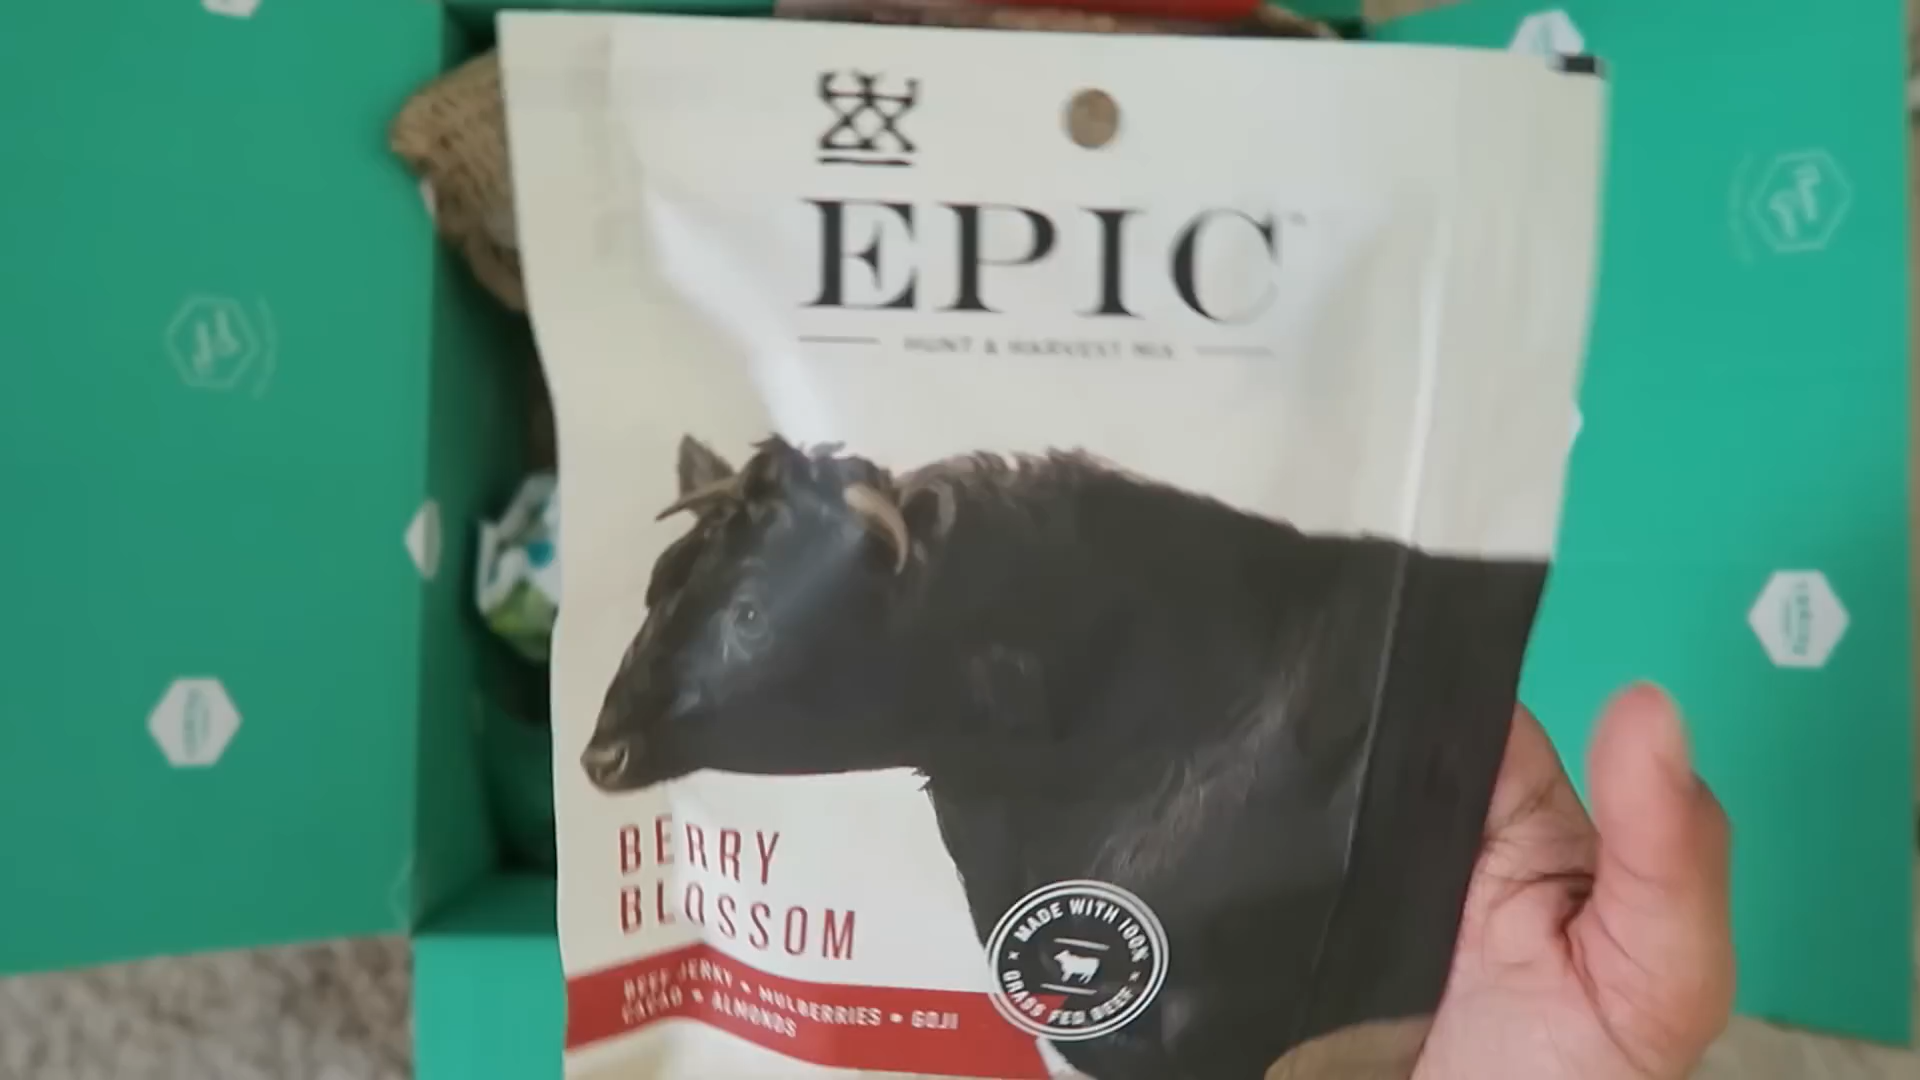 EPIC
HUNT & HARVEST MIX
BERRY
BLOSSOM
BEEF JERKY • MULBERRIES • GOJI
CACAO • ALMONDS
MADE WITH 100%
GRASS FED BEEF